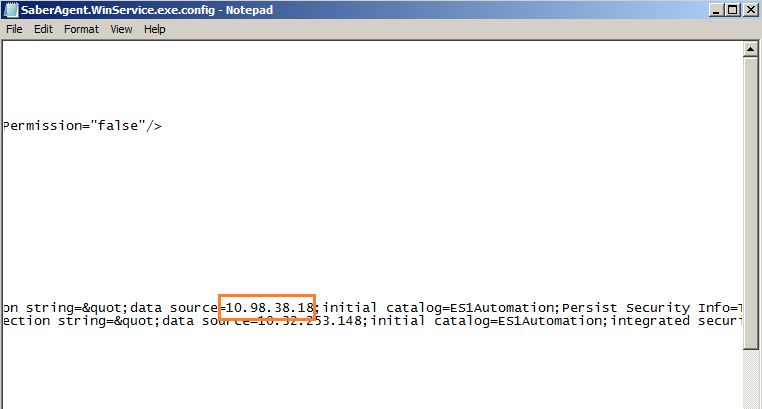 SaberAgent.WinService.exe.config - Notepad
File Edit Format View Help
Permission="false"/>
on string=&quot;data source=10.98.38.18;initial catalog=ES1Automation;Persist Security Info=T
ection string=&quot;data source=10.32.253.148;initial catalog=ES1Automation;integrated securi